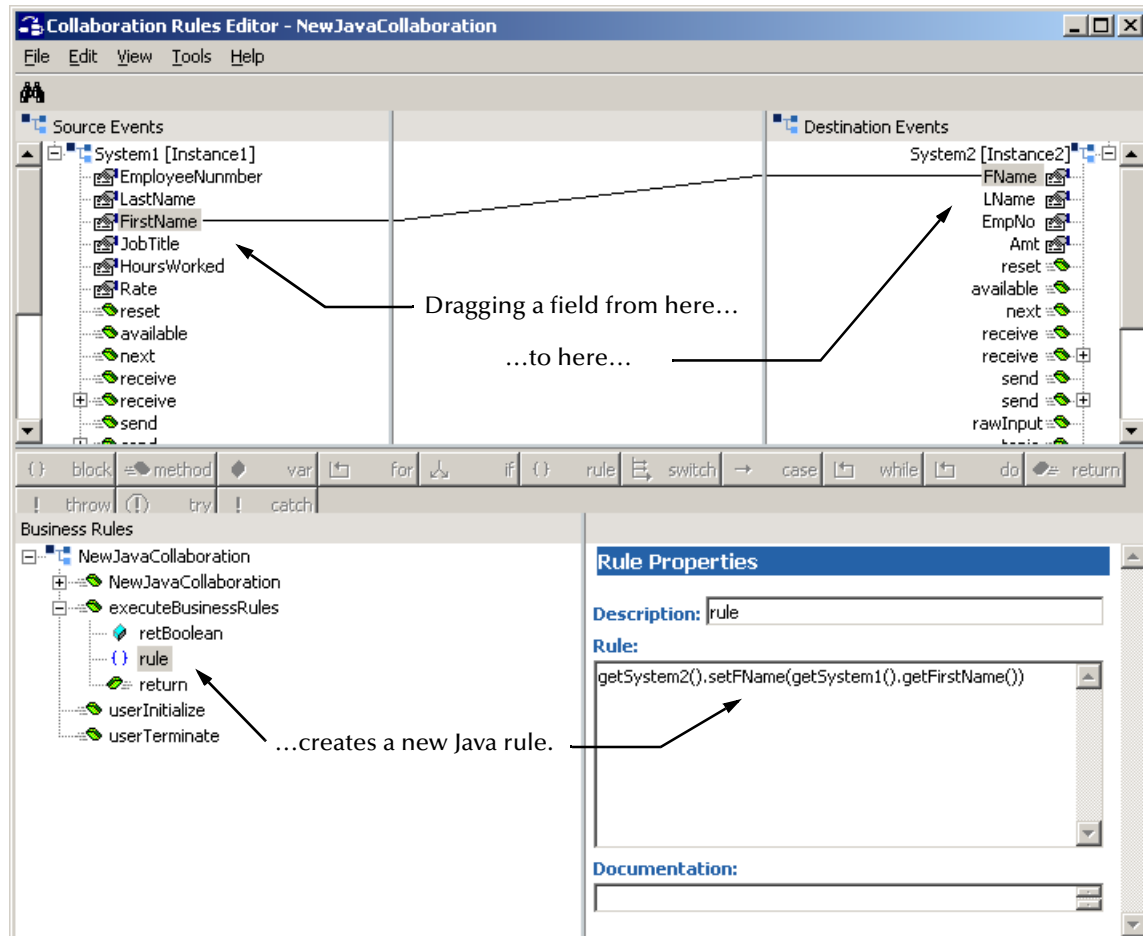 Collaboration Rules Editor - NewJavaCollaboration
File Edit View Tools Help
Source Events
Destination Events
System1 [Instance1]
System2 [Instance2]
EmployeeNunmber
FName
LastName
LName
FirstName
EmpNo
JobTitle
Amt
HoursWorked
reset
Rate
available
reset
next
available
receive
next
receive
receive
send
receive
send
send
rawInput
Dragging a field from here…
…to here…
{} block method var for if {} rule switch case while do return
! throw (!) try ! catch
Business Rules
NewJavaCollaboration
NewJavaCollaboration
executeBusinessRules
retBoolean
{} rule
return
userInitialize
userTerminate
…creates a new Java rule.
Rule Properties
Description: rule
Rule:
getSystem2().setFName(getSystem1().getFirstName())
Documentation: